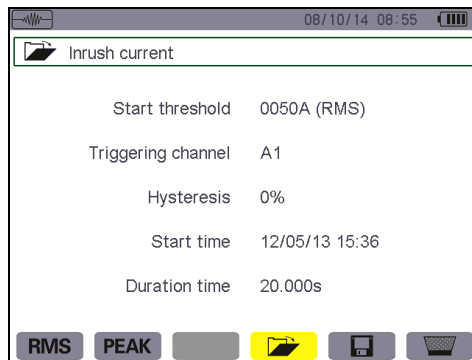 08/10/14 08:55
Inrush current
Start threshold 0050A (RMS)
Triggering channel A1
Hysteresis 0%
Start time 12/05/13 15:36
Duration time 20.000s
RMS PEAK